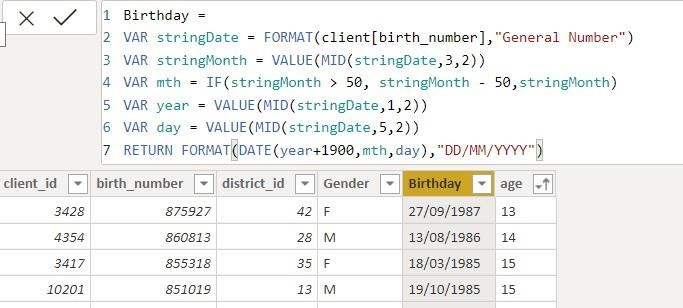 1 Birthday =
2 VAR stringDate = FORMAT(client[birth_number],"General Number")
3 VAR stringMonth = VALUE(MID(stringDate,3,2))
4 VAR mth = IF(stringMonth > 50, stringMonth - 50,stringMonth)
5 VAR year = VALUE(MID(stringDate,1,2))
6 VAR day = VALUE(MID(stringDate,5,2))
7 RETURN FORMAT(DATE(year+1900,mth,day),"DD/MM/YYYY")
client_id birth_number district_id Gender Birthday age
3428 875927 42 F 27/09/1987 13
4354 860813 28 M 13/08/1986 14
3417 855318 35 F 18/03/1985 15
10201 851019 13 M 19/10/1985 15